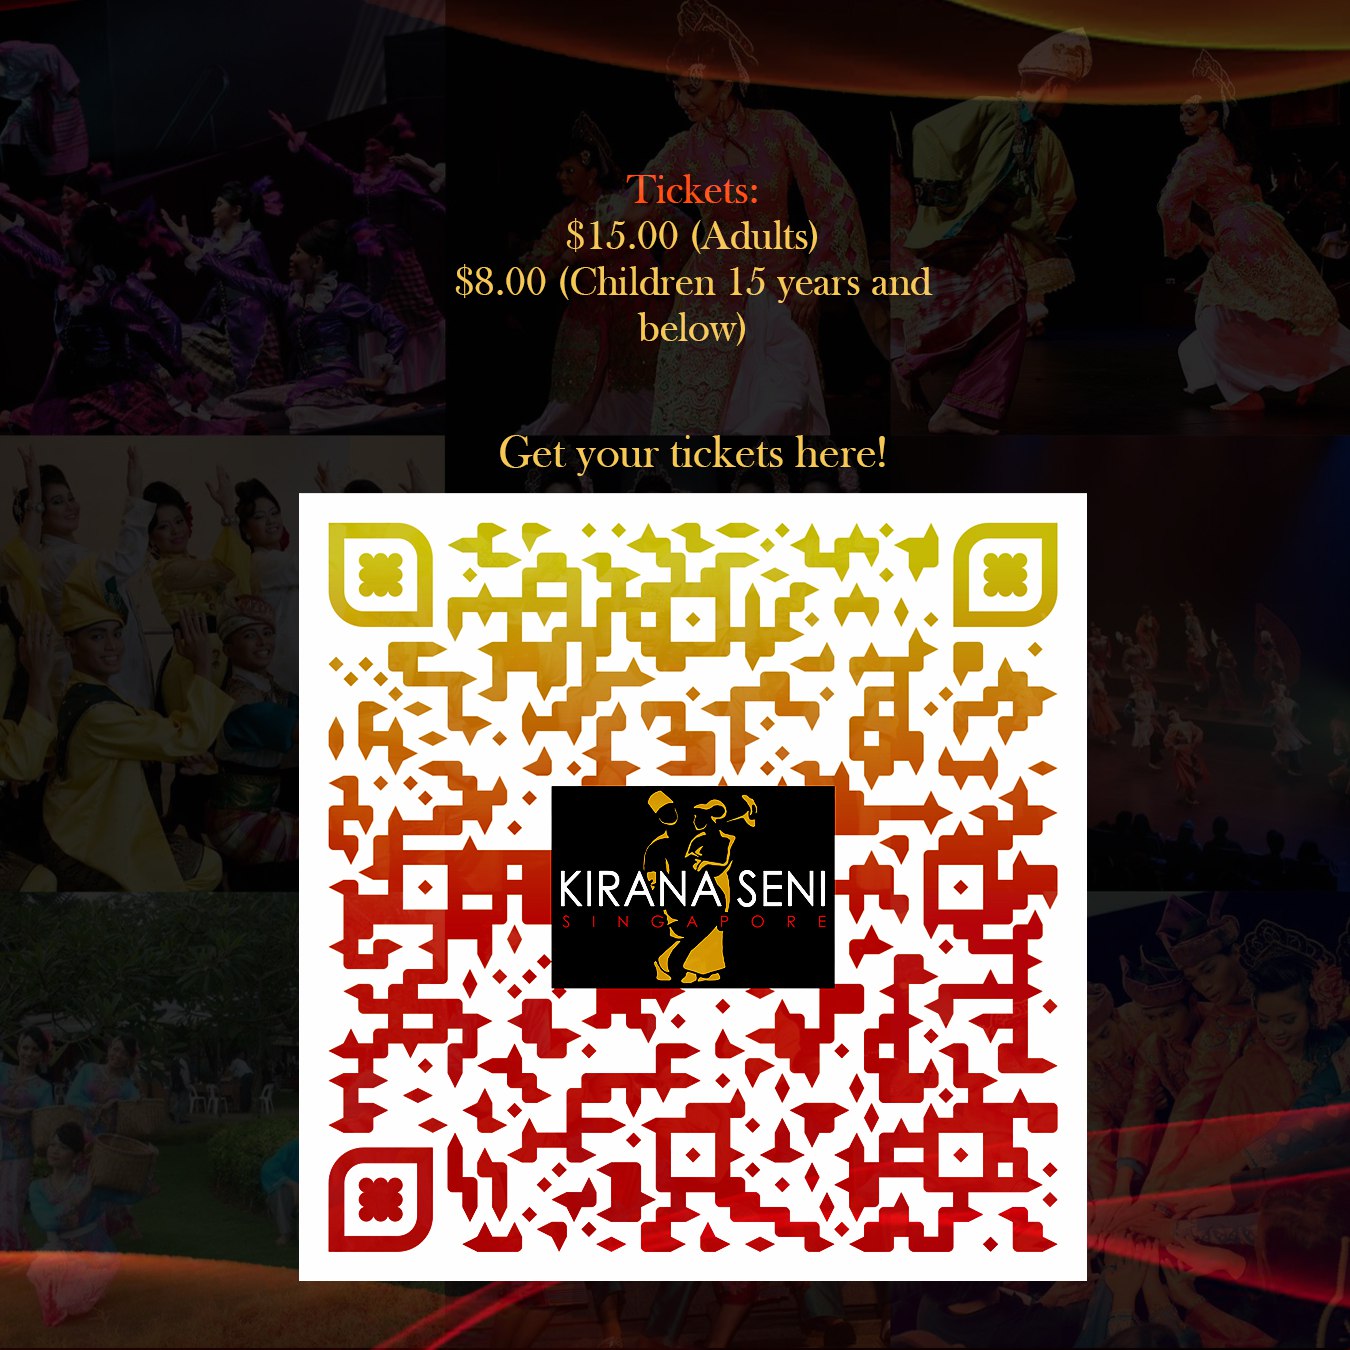 Tickets:
$15.00 (Adults)
$8.00 (Children 15 years and
below)
Get your tickets here!
KIRANA SENI
SINGAPORE